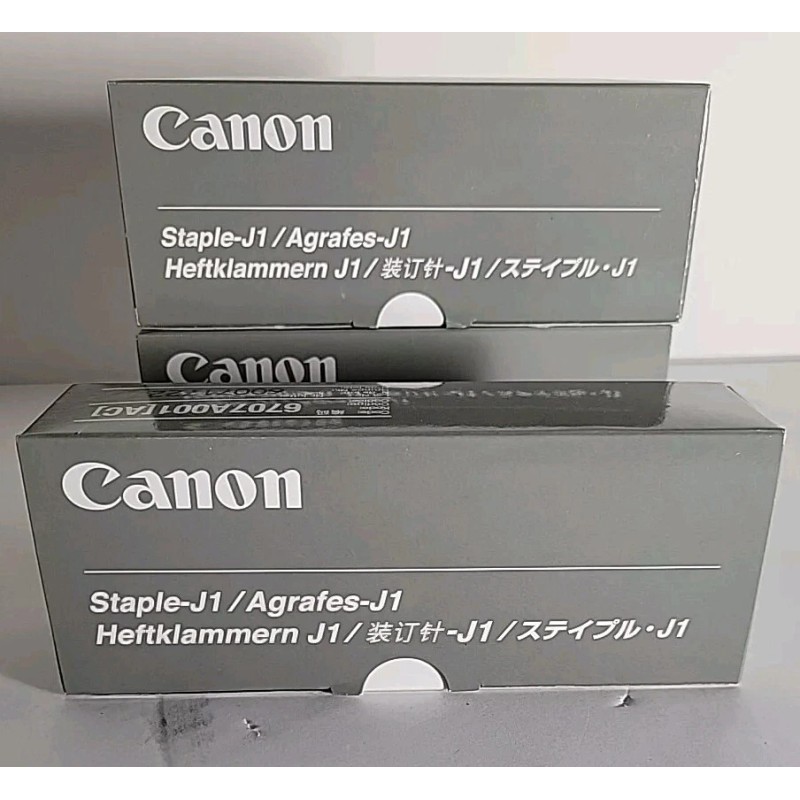 Canon
Staple-J1/Agrafes-J1
Heftklammern J1/装订针-J1/ステイプル・J1
Canon
6707A001[AC]
Canon
Staple-J1/Agrafes-J1
Heftklammern J1/装订针-J1/ステイプル・J1